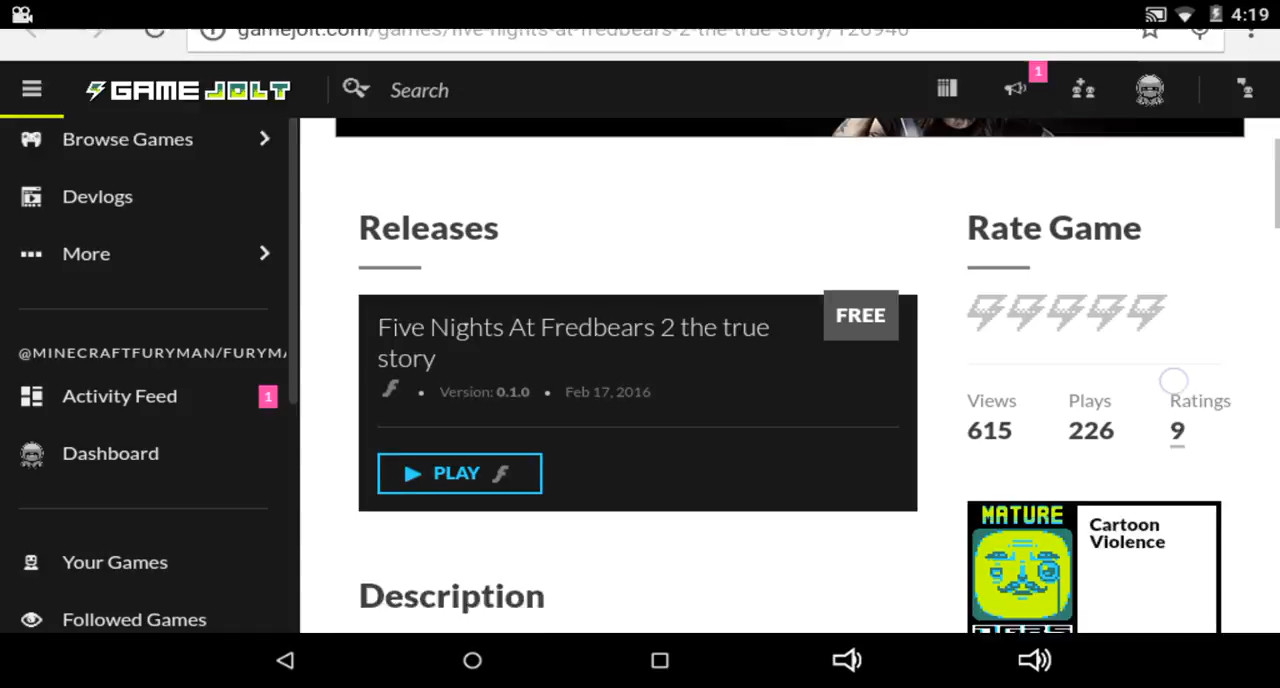 4:19
gamejolt.com/games/five-nights-at-fredbears-2-the-true-story/126940
GAME JOLT
Search
1
Browse Games
Devlogs
More
@MINECRAFTFURYMAN/FURYMA
Activity Feed
1
Dashboard
Your Games
Followed Games
Releases
Five Nights At Fredbears 2 the true
story
FREE
Version: 0.1.0 • Feb 17, 2016
PLAY
Description
Rate Game
Views
615
Plays
226
Ratings
9
MATURE
Cartoon
Violence